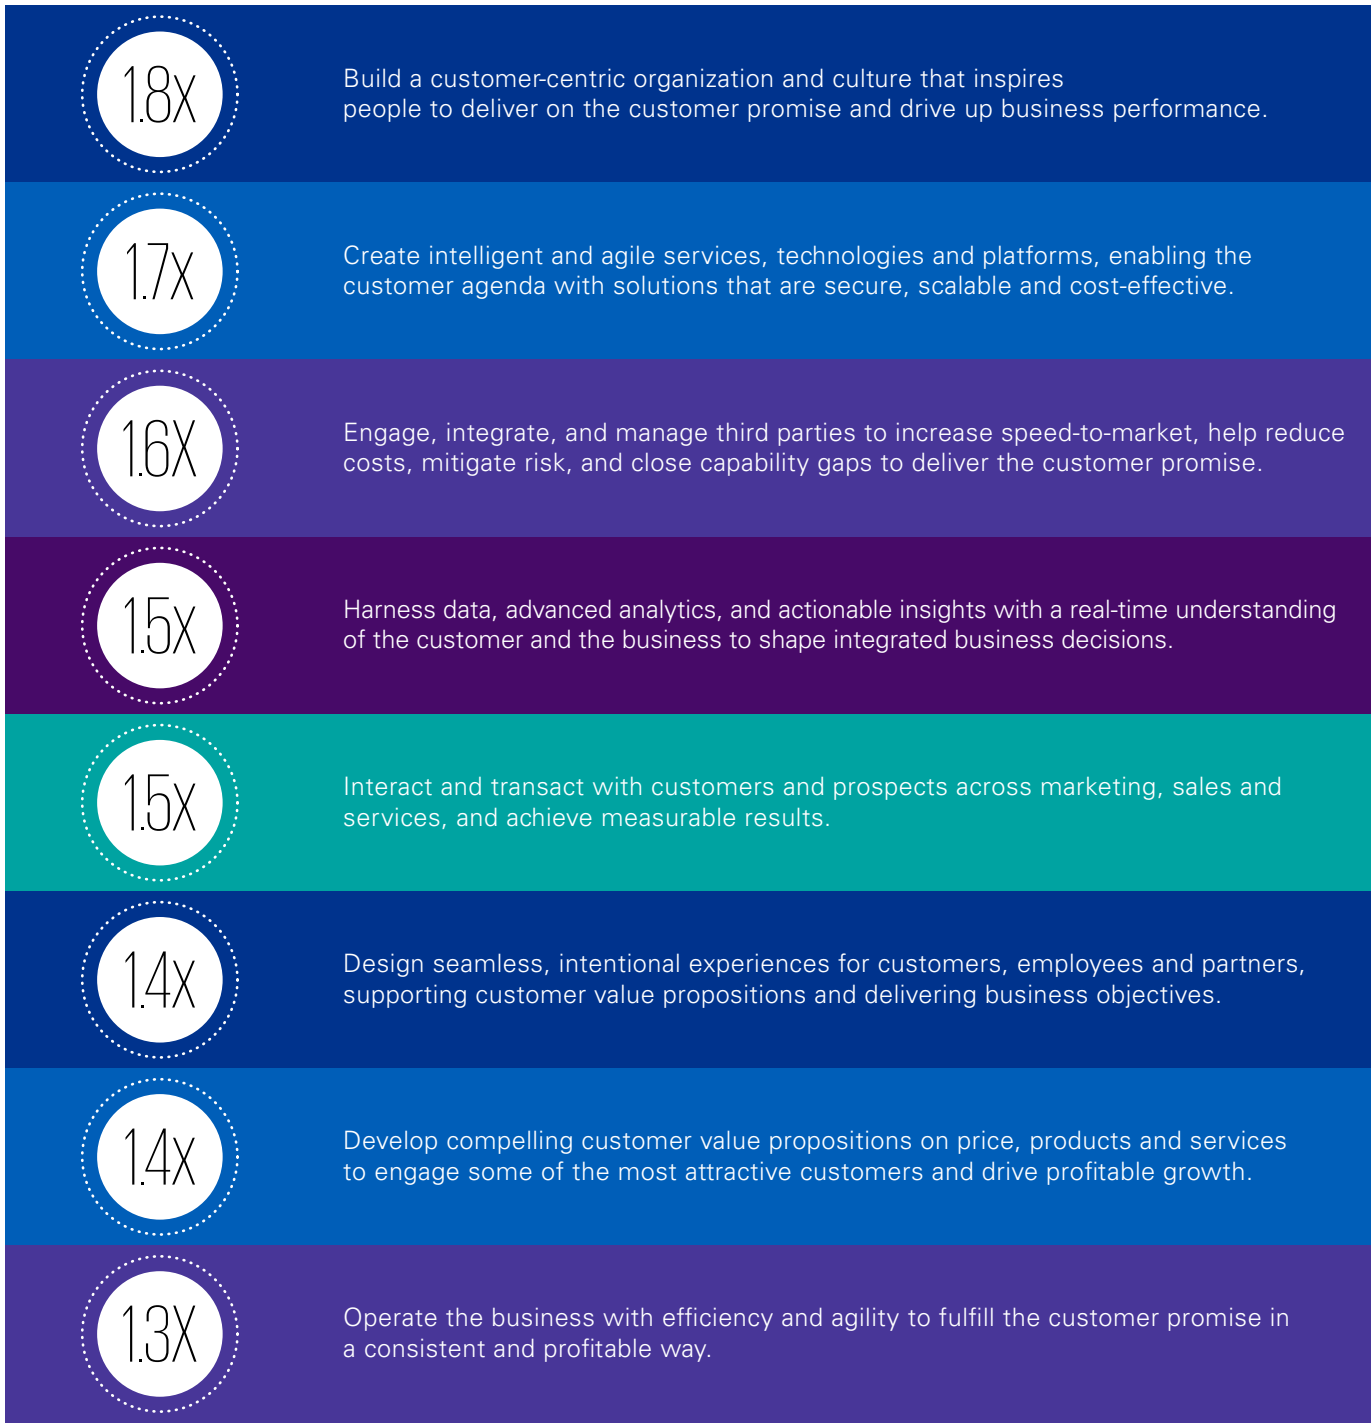 1.8x
Build a customer-centric organization and culture that inspires
people to deliver on the customer promise and drive up business performance.
1.7x
Create intelligent and agile services, technologies and platforms, enabling the
customer agenda with solutions that are secure, scalable and cost-effective.
1.6X
Engage, integrate, and manage third parties to increase speed-to-market, help reduce
costs, mitigate risk, and close capability gaps to deliver the customer promise.
1.5x
Harness data, advanced analytics, and actionable insights with a real-time understanding
of the customer and the business to shape integrated business decisions.
1.5x
Interact and transact with customers and prospects across marketing, sales and
services, and achieve measurable results.
1.4x
Design seamless, intentional experiences for customers, employees and partners,
supporting customer value propositions and delivering business objectives.
1.4x
Develop compelling customer value propositions on price, products and services
to engage some of the most attractive customers and drive profitable growth.
1.3X
Operate the business with efficiency and agility to fulfill the customer promise in
a consistent and profitable way.